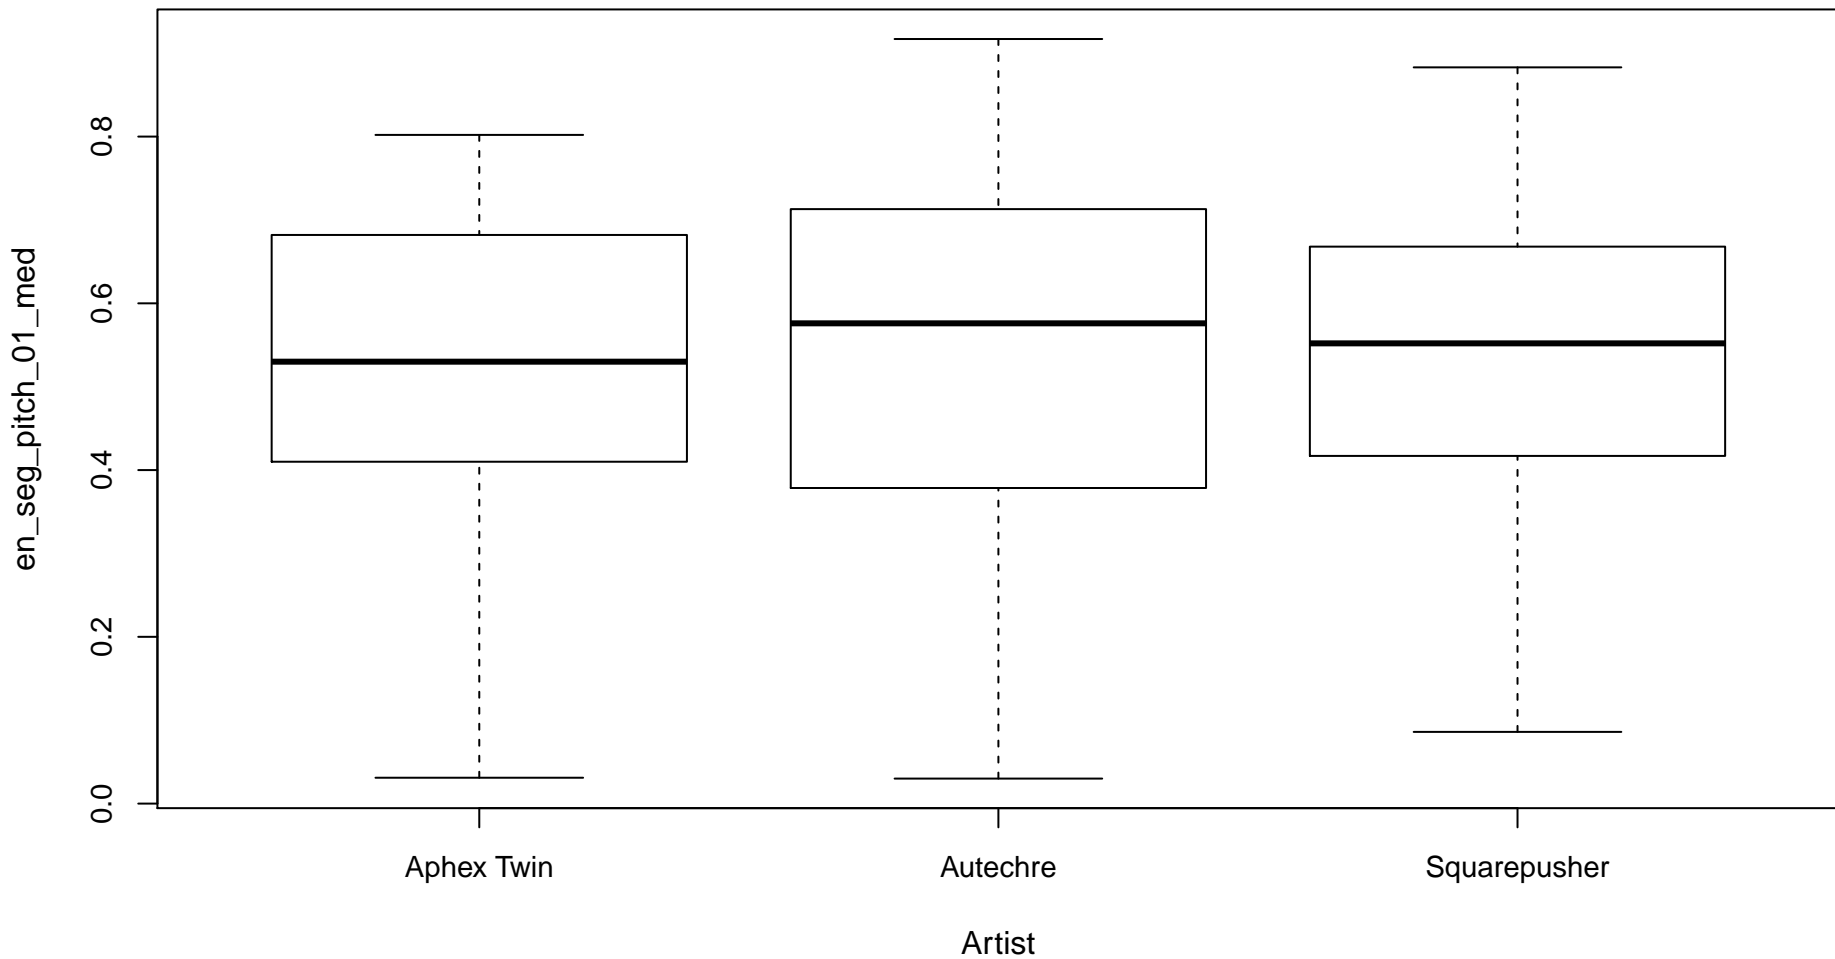 en_seg_pitch_01_med
0.8
0.6
0.4
0.2
0.0
Aphex Twin
Autechre
Squarepusher
Artist